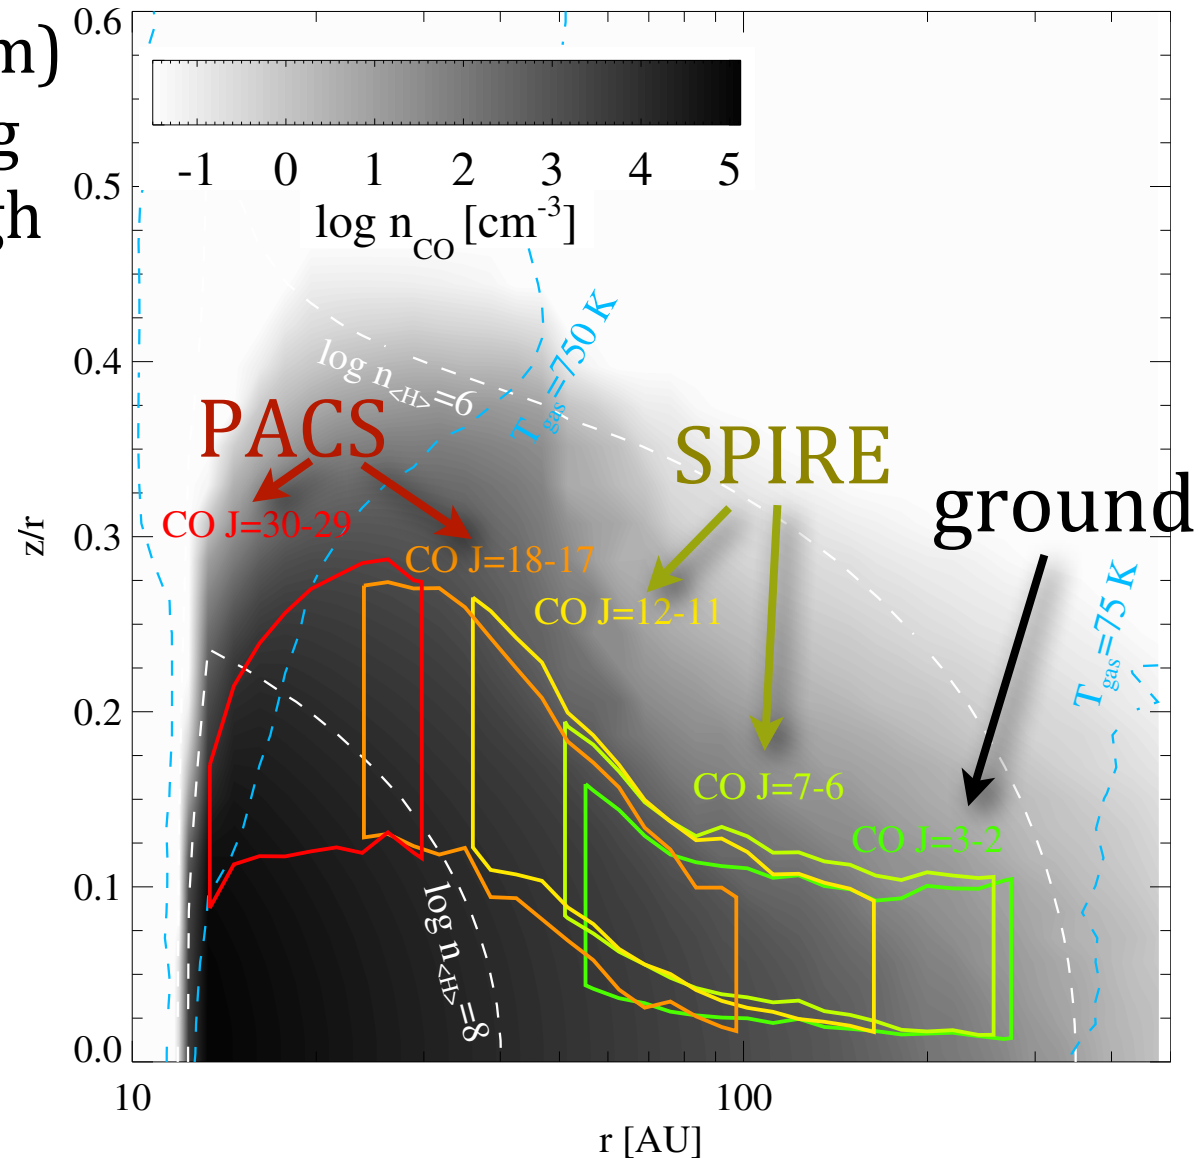 m)
g
gh
0.6
0.5
0.4
0.3
0.2
0.1
0.0
z/r
-1 0 1 2 3 4 5
log n_CO [cm^-3]
log n_<H>=6
T_gas=750 K
PACS
SPIRE
ground
CO J=30-29
CO J=18-17
CO J=12-11
T_gas=75 K
CO J=7-6
CO J=3-2
log n_<H>=8
10 100
r [AU]